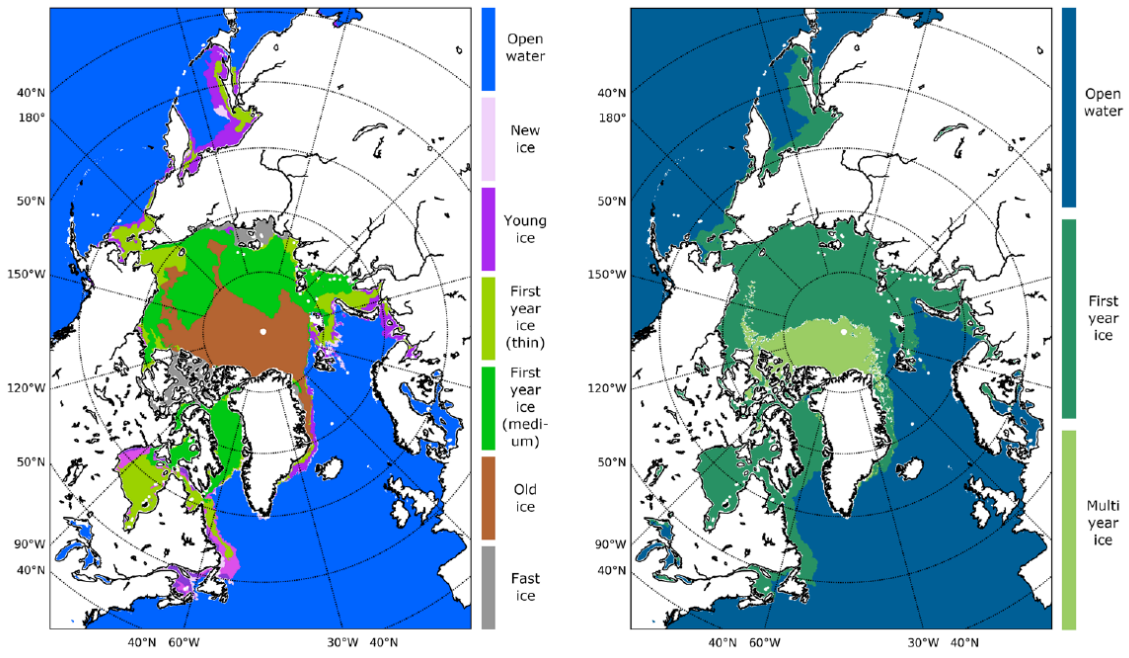 40°N
180°
50°N
150°W
120°W
50°N
90°W
40°N
40°N 60°W
30°W 40°N
Open
water
New
ice
Young
ice
First
year
ice
(thin)
First
year
ice
(medi-
um)
Old
ice
Fast
ice
40°N
180°
50°N
150°W
120°W
50°N
90°W
40°N
40°N 60°W
30°W 40°N
Open
water
First
year
ice
Multi
year
ice